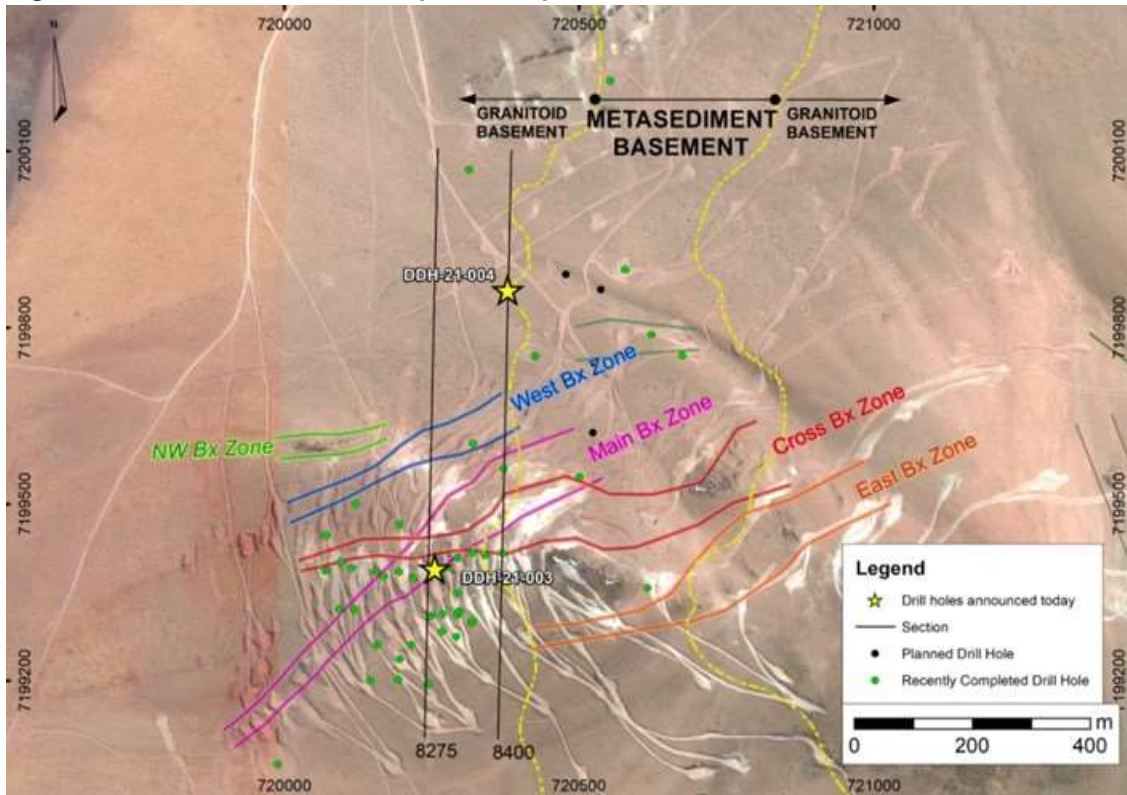 720000
720500
721000
N
GRANITOID
BASEMENT
METASEDIMENT
BASEMENT
GRANITOID
BASEMENT
7200100
7200100
DDH-21-004
7199800
7199800
West Bx Zone
Main Bx Zone
Cross Bx Zone
East Bx Zone
NW Bx Zone
7199500
7199500
DDH-21-003
Legend
Drill holes announced today
Section
Planned Drill Hole
Recently Completed Drill Hole
7199200
7199200
m
0 200 400
8275 8400
720000
720500
721000